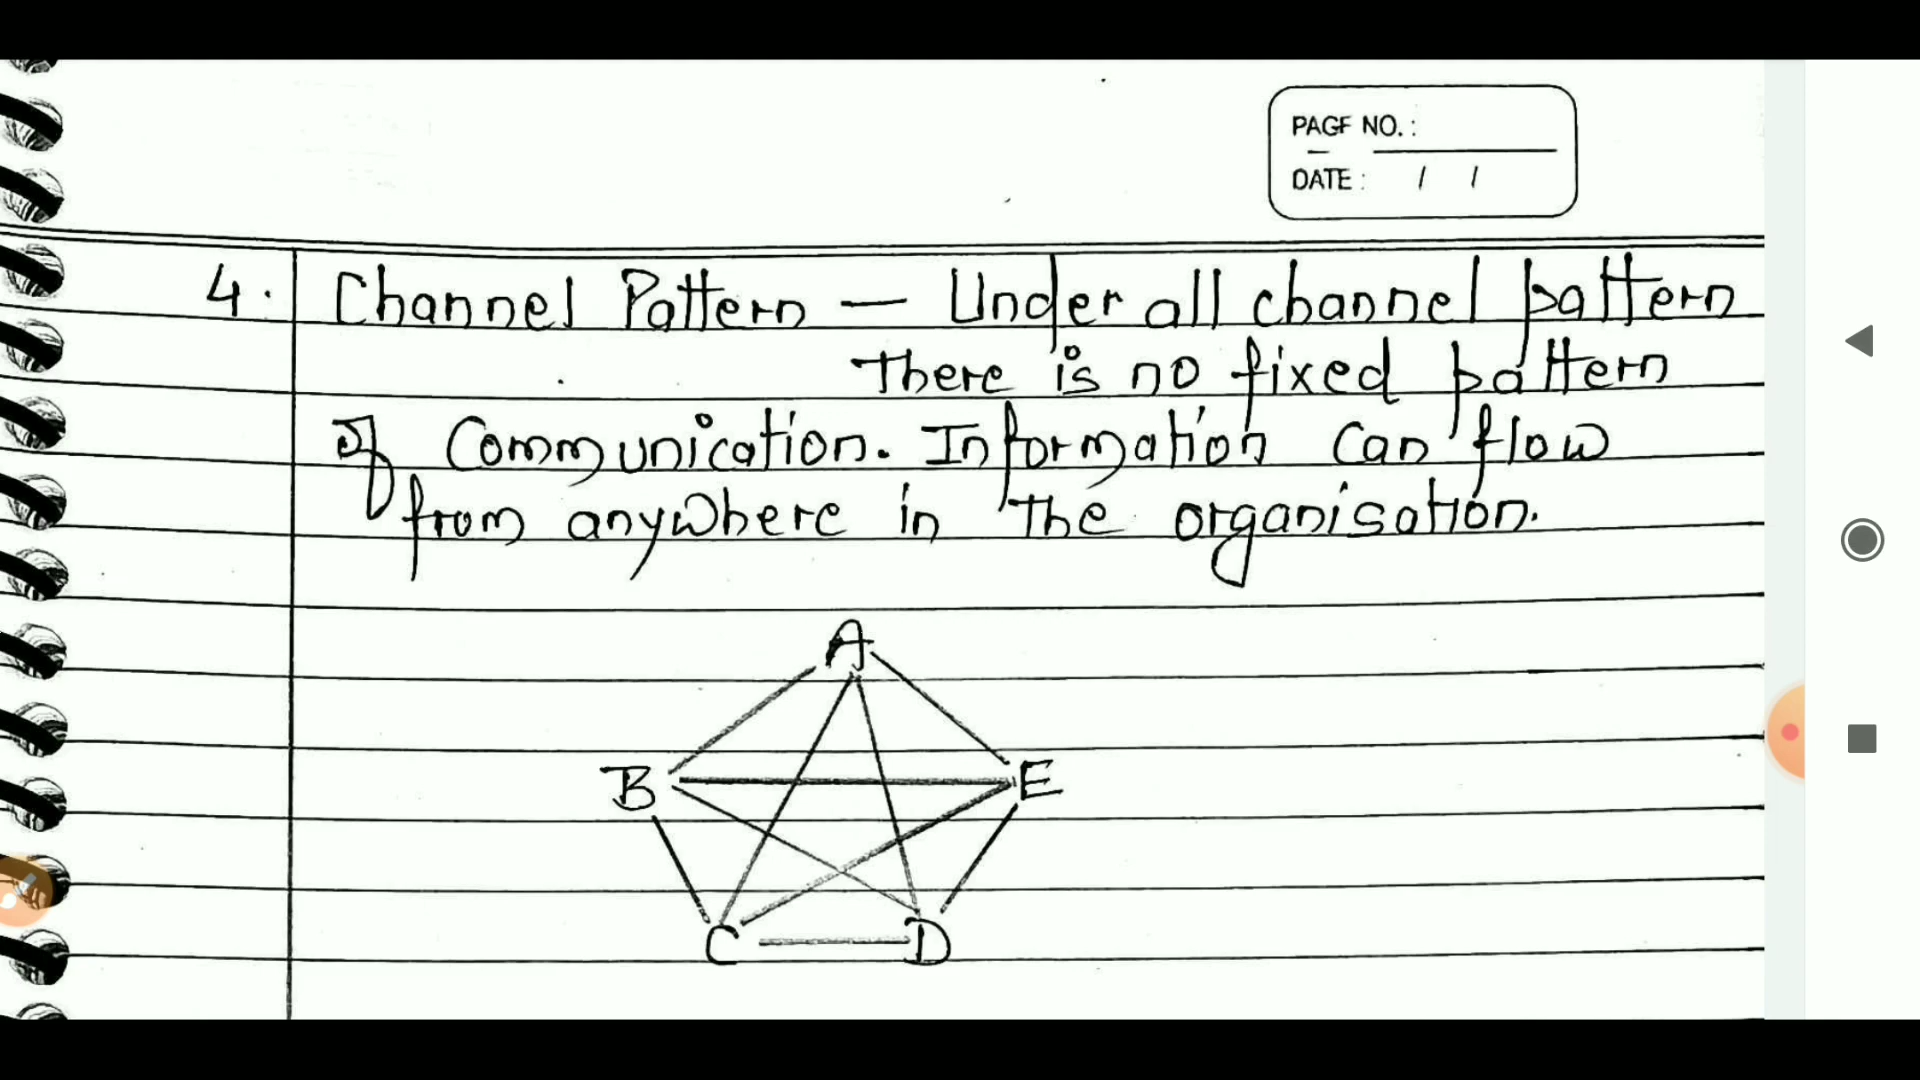 PAGE NO. :
DATE : / /
4. Channel Pattern — Under all channel pattern
there is no fixed pattern
of Communication. Information can flow
from anywhere in the organisation.
A
B E
C D